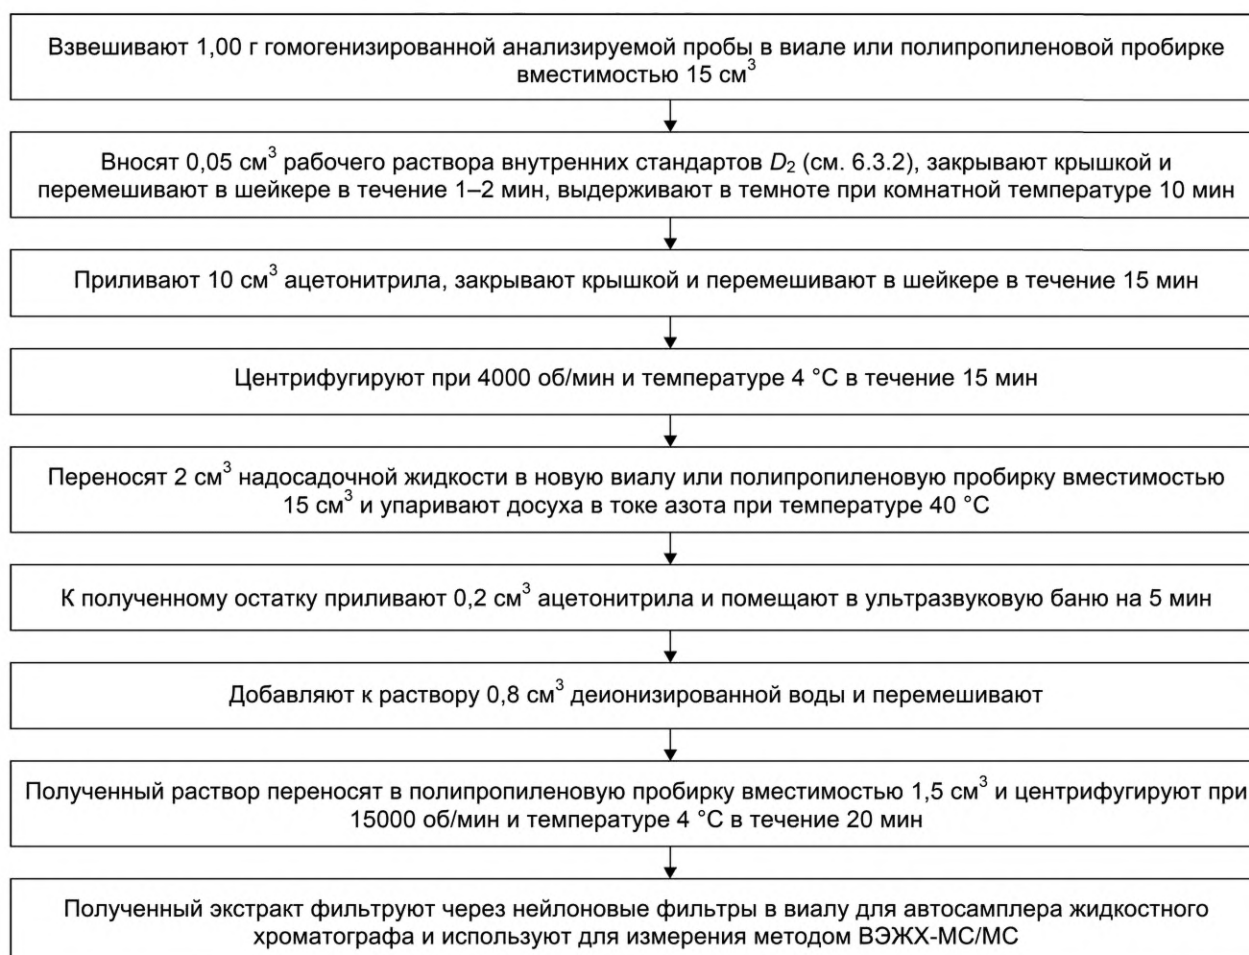 Взвешивают 1,00 г гомогенизированной анализируемой пробы в виале или полипропиленовой пробирке
вместимостью 15 см³
Вносят 0,05 см³ рабочего раствора внутренних стандартов D₂ (см. 6.3.2), закрывают крышкой и
перемешивают в шейкере в течение 1–2 мин, выдерживают в темноте при комнатной температуре 10 мин
Приливают 10 см³ ацетонитрила, закрывают крышкой и перемешивают в шейкере в течение 15 мин
Центрифугируют при 4000 об/мин и температуре 4 °С в течение 15 мин
Переносят 2 см³ надосадочной жидкости в новую виалу или полипропиленовую пробирку вместимостью
15 см³ и упаривают досуха в токе азота при температуре 40 °С
К полученному остатку приливают 0,2 см³ ацетонитрила и помещают в ультразвуковую баню на 5 мин
Добавляют к раствору 0,8 см³ деионизированной воды и перемешивают
Полученный раствор переносят в полипропиленовую пробирку вместимостью 1,5 см³ и центрифугируют при
15000 об/мин и температуре 4 °С в течение 20 мин
Полученный экстракт фильтруют через нейлоновые фильтры в виалу для автосамплера жидкостного
хроматографа и используют для измерения методом ВЭЖХ-МС/МС